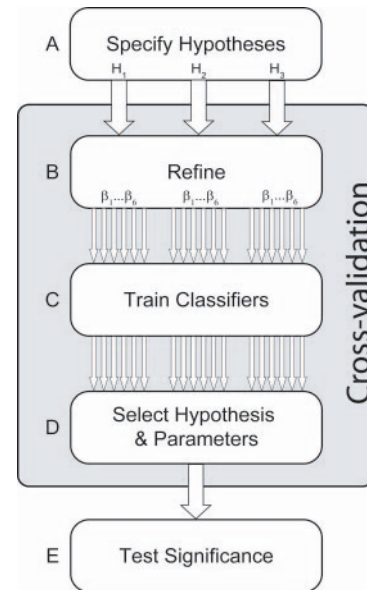 A Specify Hypotheses
H₁ H₂ H₃
B Refine
β₁...β₆ β₁...β₆ β₁...β₆
C Train Classifiers
D Select Hypothesis
& Parameters
Cross-validation
E Test Significance